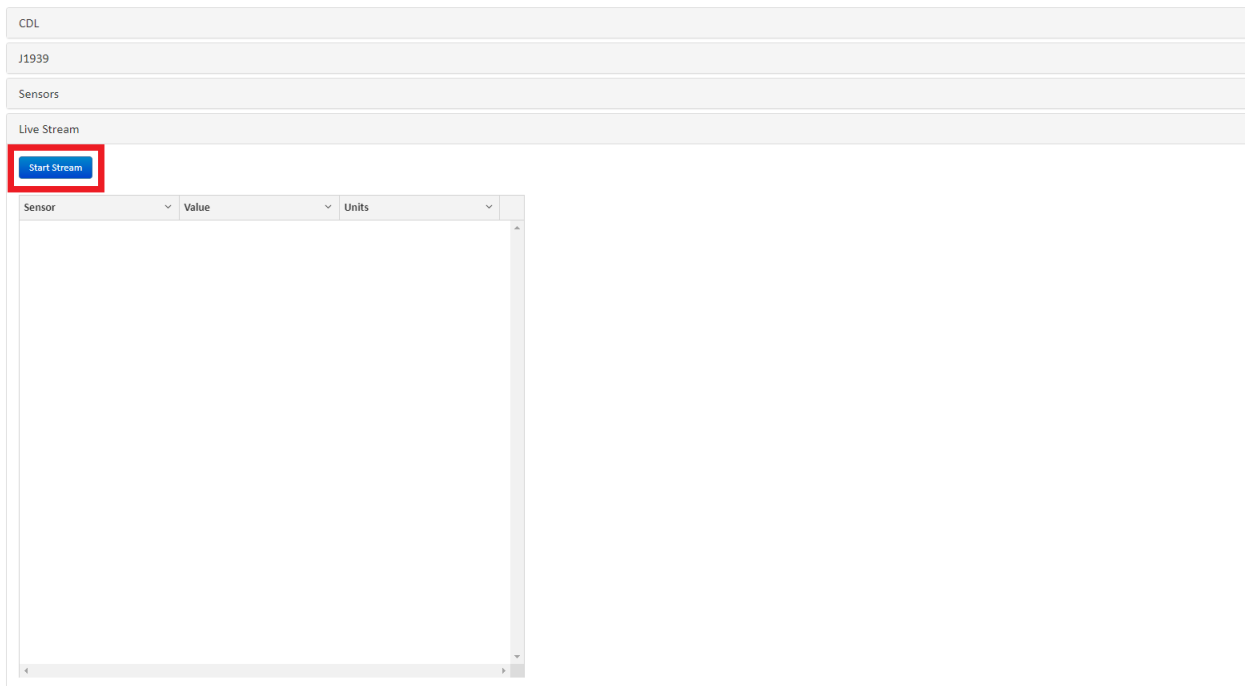 CDL
J1939
Sensors
Live Stream
Start Stream
Sensor Value Units